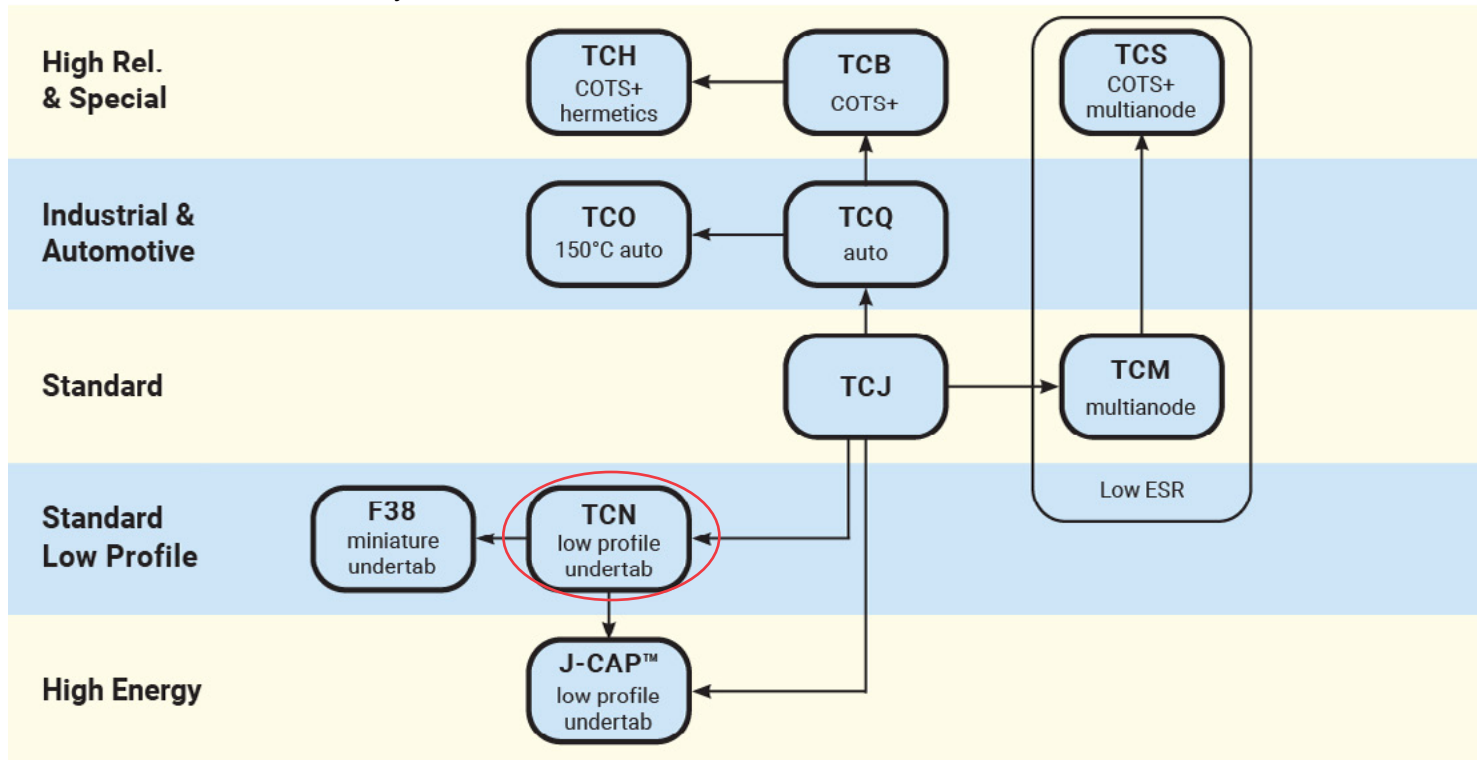 High Rel.
& Special
TCH
COTS+
hermetics
TCB
COTS+
TCS
COTS+
multianode
Industrial &
Automotive
TCO
150°C auto
TCQ
auto
Standard
TCJ
TCM
multianode
Low ESR
Standard
Low Profile
F38
miniature
undertab
TCN
low profile
undertab
High Energy
J-CAP™
low profile
undertab